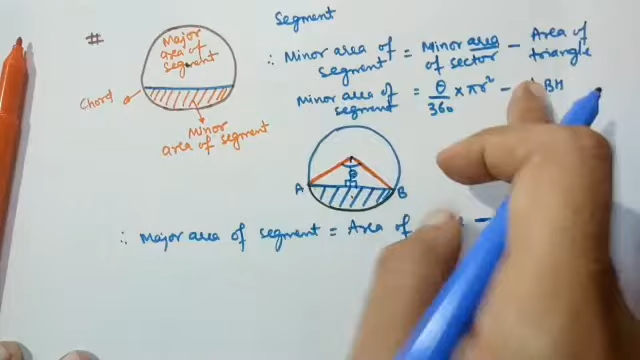 Segment
#
Major
area of
segment
Chord
Minor
area of segment
∴ Minor area of segment = Minor area of sector − Area of triangle
Minor area of segment = θ/360 × πr² − BH
A
θ
B
∴ Major area of segment = Area of −